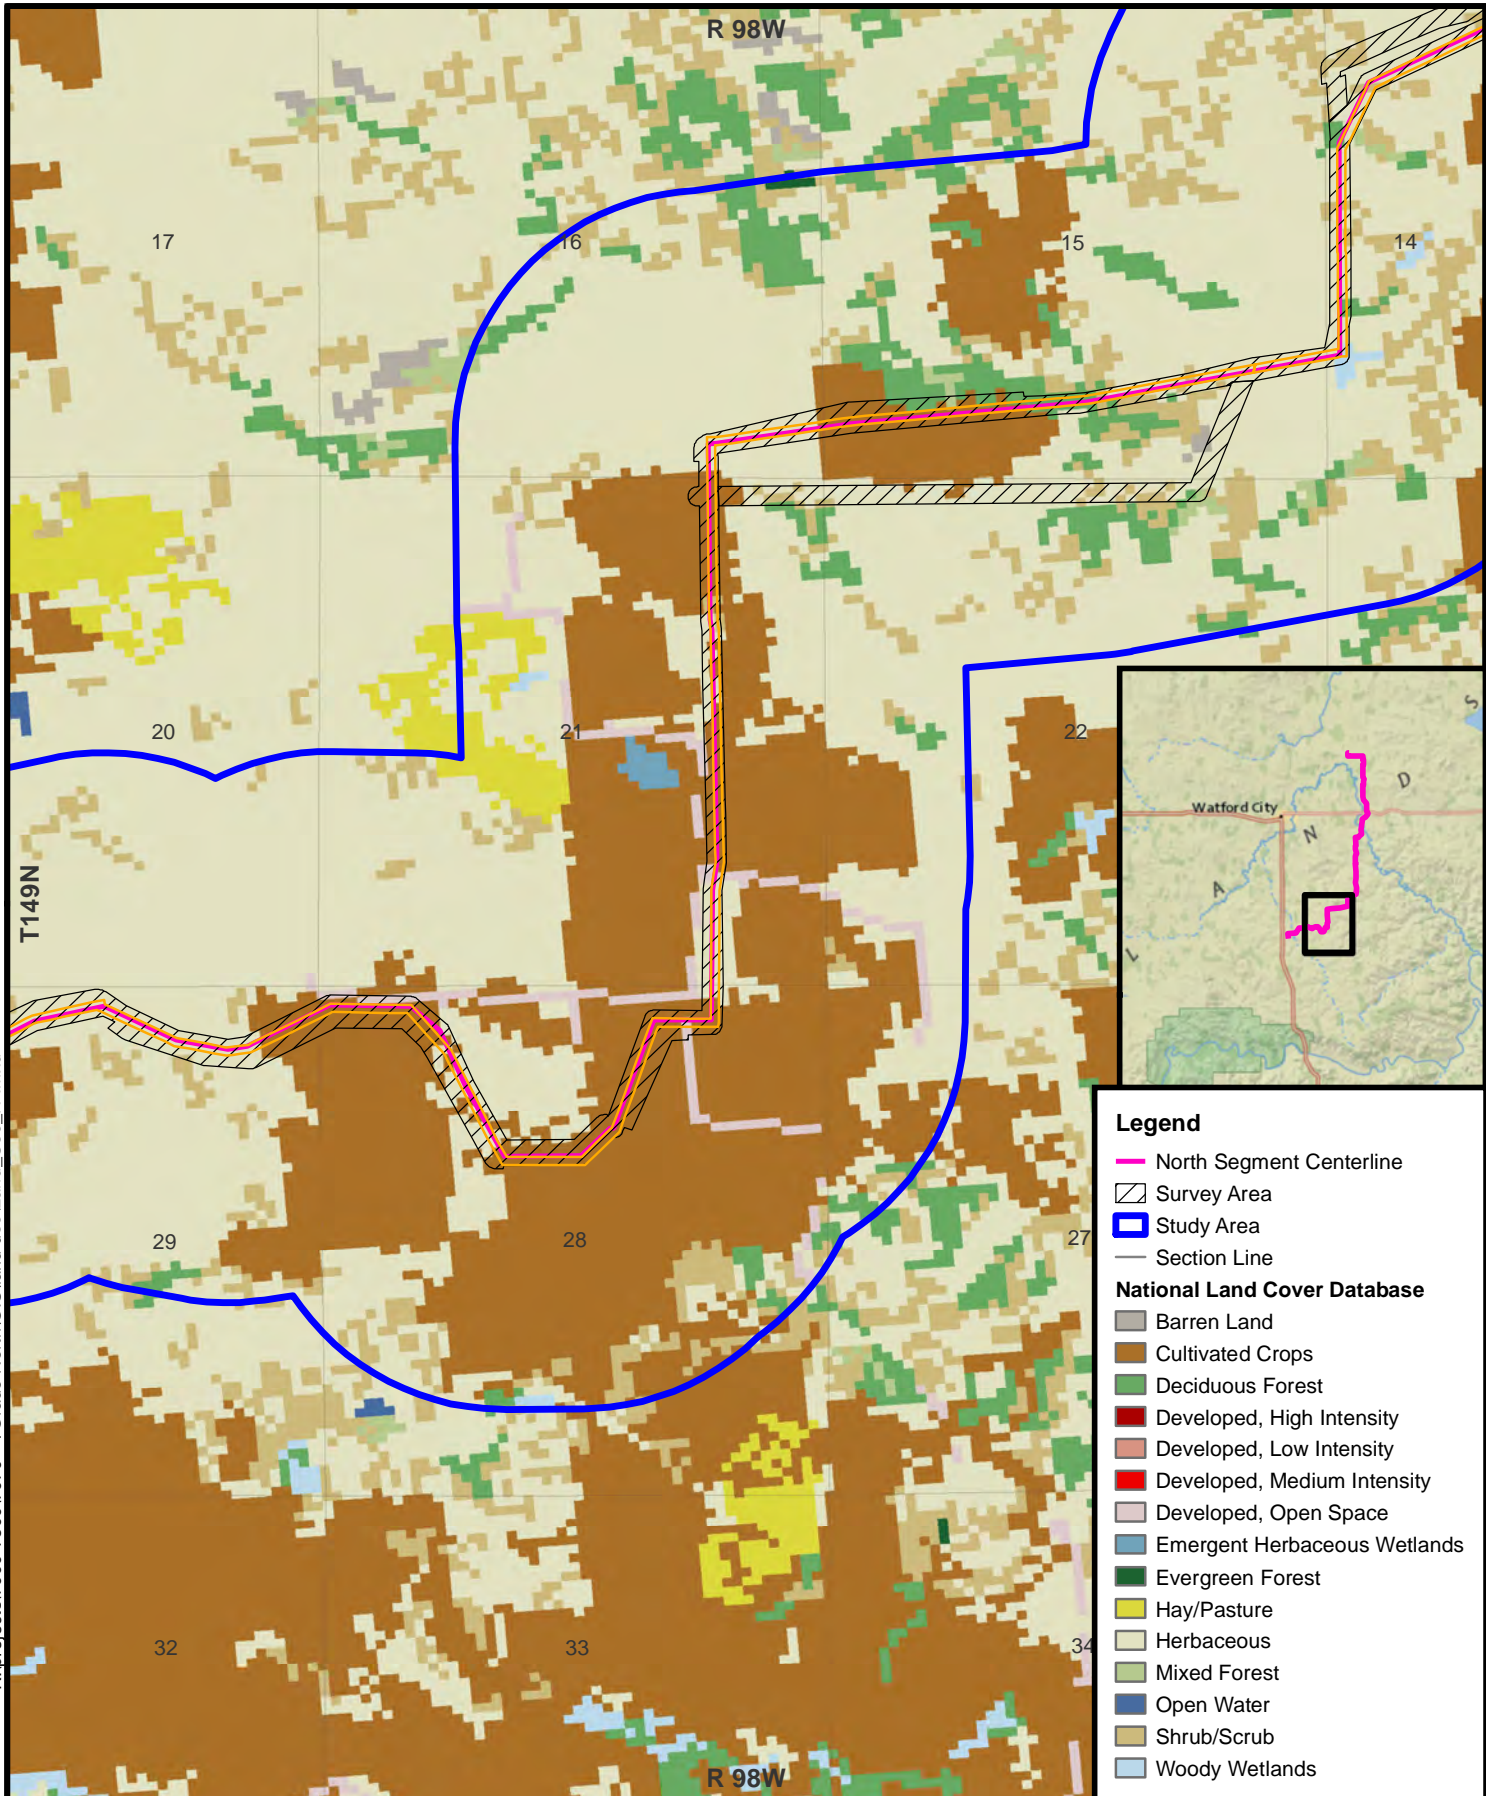 R 98W
17
16
15
14
20
21
22
T149N
Watford City
D
N
A
L
S
29
28
27
32
33
34
R 98W
Legend
North Segment Centerline
Survey Area
Study Area
Section Line
National Land Cover Database
Barren Land
Cultivated Crops
Deciduous Forest
Developed, High Intensity
Developed, Low Intensity
Developed, Medium Intensity
Developed, Open Space
Emergent Herbaceous Wetlands
Evergreen Forest
Hay/Pasture
Herbaceous
Mixed Forest
Open Water
Shrub/Scrub
Woody Wetlands